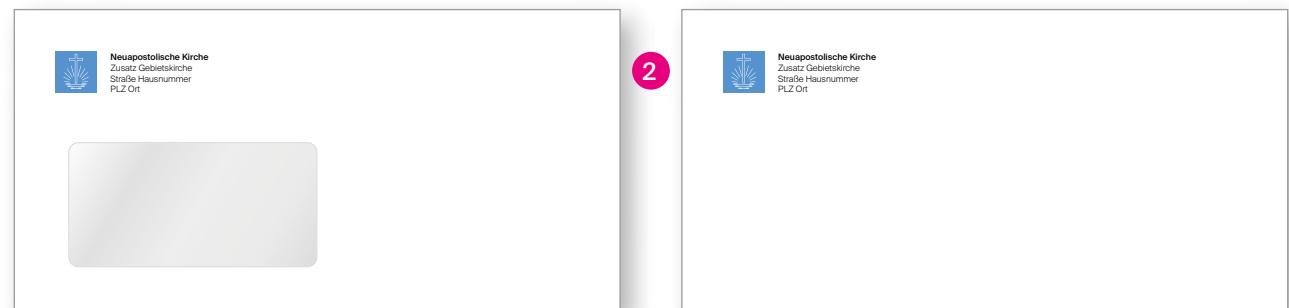 Neuapostolische Kirche
Zusatz Gebietskirche
Straße Hausnummer
PLZ Ort
2
Neuapostolische Kirche
Zusatz Gebietskirche
Straße Hausnummer
PLZ Ort